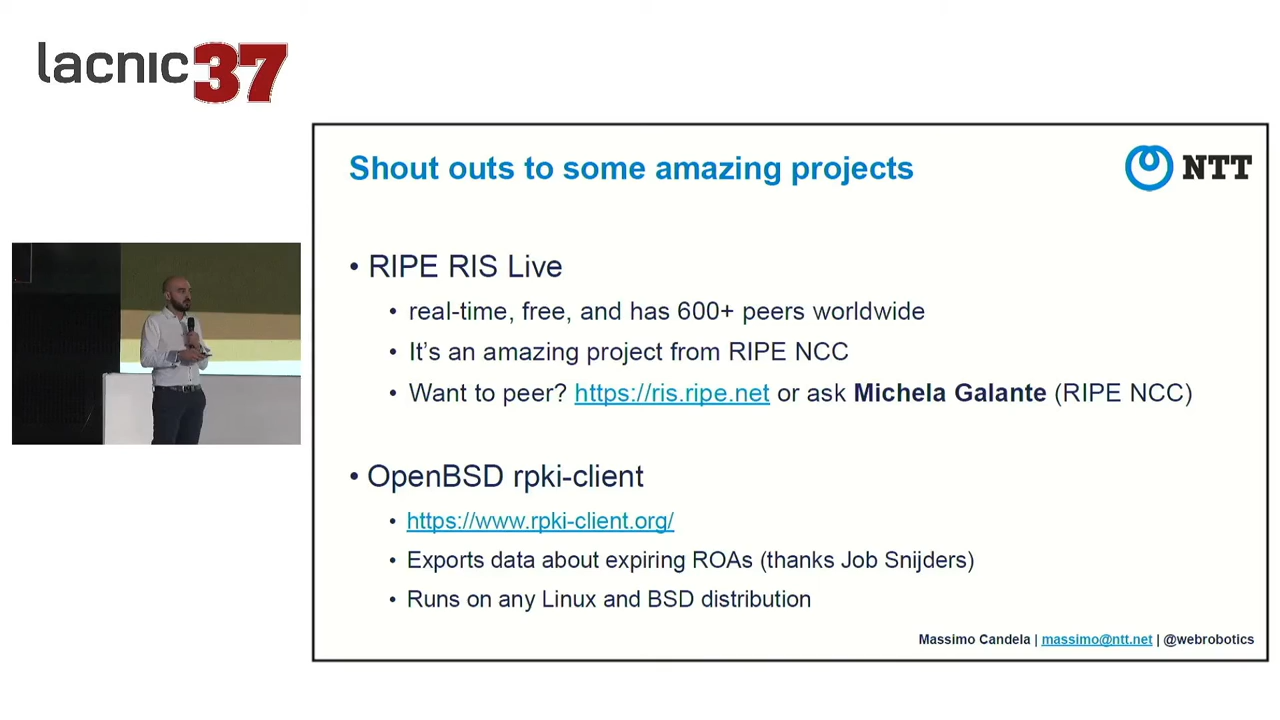 lacnic37
Shout outs to some amazing projects
NTT
• RIPE RIS Live
• real-time, free, and has 600+ peers worldwide
• It's an amazing project from RIPE NCC
• Want to peer? https://ris.ripe.net or ask Michela Galante (RIPE NCC)
• OpenBSD rpki-client
• https://www.rpki-client.org/
• Exports data about expiring ROAs (thanks Job Snijders)
• Runs on any Linux and BSD distribution
Massimo Candela | massimo@ntt.net | @webrobotics